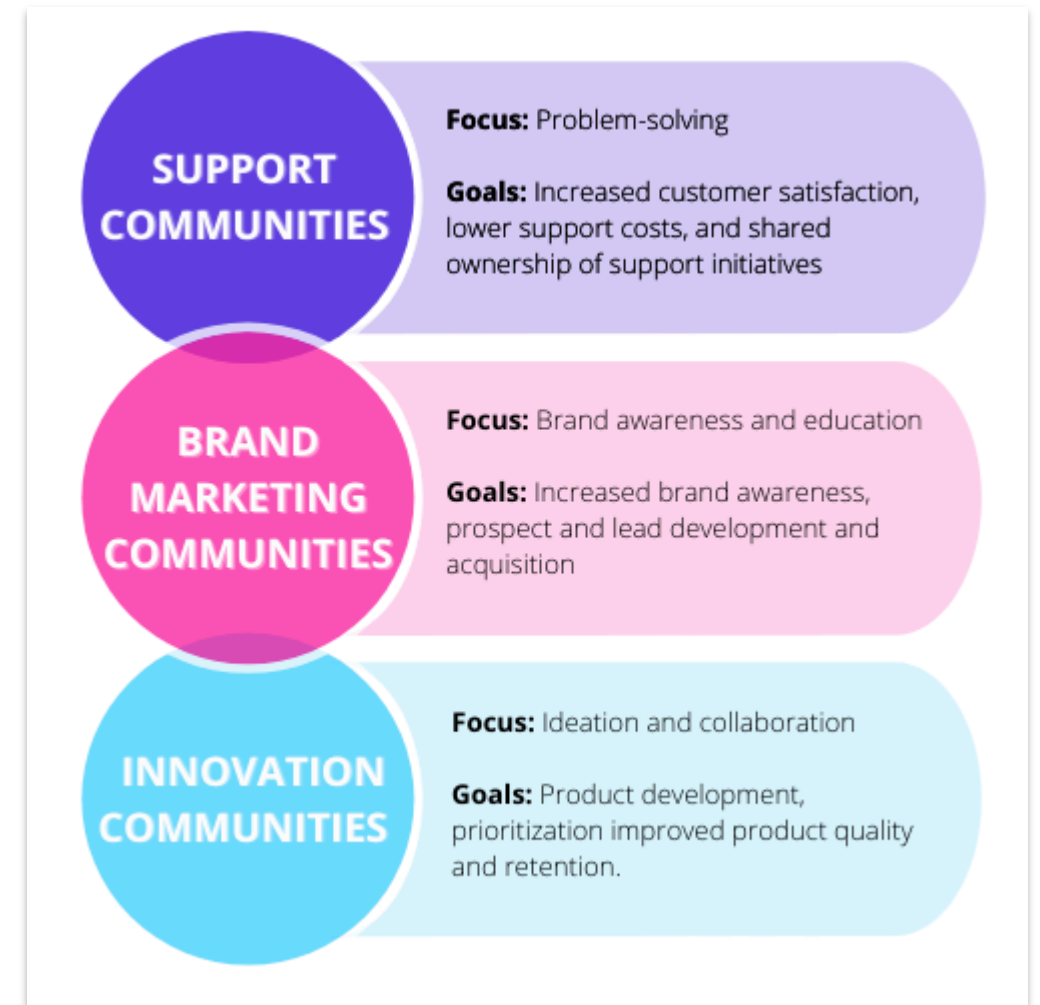 SUPPORT
COMMUNITIES
Focus: Problem-solving
Goals: Increased customer satisfaction,
lower support costs, and shared
ownership of support initiatives
BRAND
MARKETING
COMMUNITIES
Focus: Brand awareness and education
Goals: Increased brand awareness,
prospect and lead development and
acquisition
INNOVATION
COMMUNITIES
Focus: Ideation and collaboration
Goals: Product development,
prioritization improved product quality
and retention.